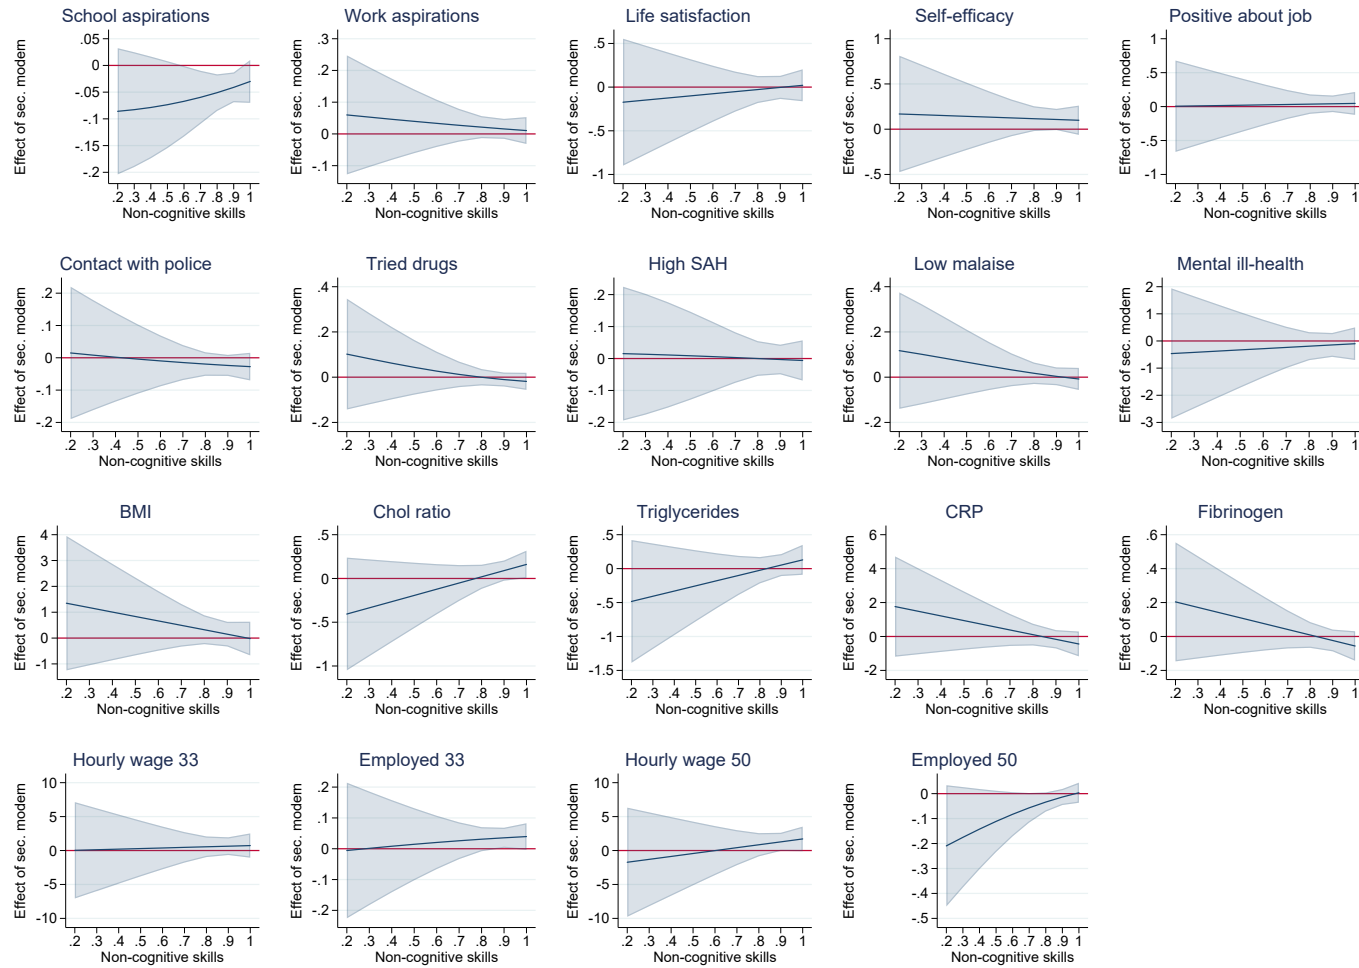 School aspirations
Effect of sec. modern
.05
0
-.05
-.1
-.15
-.2
.2 .3 .4 .5 .6 .7 .8 .9 1
Non-cognitive skills
Work aspirations
Effect of sec. modern
.3
.2
.1
0
-.1
.2 .3 .4 .5 .6 .7 .8 .9 1
Non-cognitive skills
Life satisfaction
Effect of sec. modern
.5
0
-.5
-1
.2 .3 .4 .5 .6 .7 .8 .9 1
Non-cognitive skills
Self-efficacy
Effect of sec. modern
1
.5
0
-.5
.2 .3 .4 .5 .6 .7 .8 .9 1
Non-cognitive skills
Positive about job
Effect of sec. modern
1
.5
0
-.5
-1
.2 .3 .4 .5 .6 .7 .8 .9 1
Non-cognitive skills
Contact with police
Effect of sec. modern
.2
.1
0
-.1
-.2
.2 .3 .4 .5 .6 .7 .8 .9 1
Non-cognitive skills
Tried drugs
Effect of sec. modern
.4
.2
0
-.2
.2 .3 .4 .5 .6 .7 .8 .9 1
Non-cognitive skills
High SAH
Effect of sec. modern
.2
.1
0
-.1
-.2
.2 .3 .4 .5 .6 .7 .8 .9 1
Non-cognitive skills
Low malaise
Effect of sec. modern
.4
.2
0
-.2
.2 .3 .4 .5 .6 .7 .8 .9 1
Non-cognitive skills
Mental ill-health
Effect of sec. modern
2
1
0
-1
-2
-3
.2 .3 .4 .5 .6 .7 .8 .9 1
Non-cognitive skills
BMI
Effect of sec. modern
4
3
2
1
0
-1
.2 .3 .4 .5 .6 .7 .8 .9 1
Non-cognitive skills
Chol ratio
Effect of sec. modern
.5
0
-.5
-1
.2 .3 .4 .5 .6 .7 .8 .9 1
Non-cognitive skills
Triglycerides
Effect of sec. modern
.5
0
-.5
-1
-1.5
.2 .3 .4 .5 .6 .7 .8 .9 1
Non-cognitive skills
CRP
Effect of sec. modern
6
4
2
0
-2
.2 .3 .4 .5 .6 .7 .8 .9 1
Non-cognitive skills
Fibrinogen
Effect of sec. modern
.6
.4
.2
0
-.2
.2 .3 .4 .5 .6 .7 .8 .9 1
Non-cognitive skills
Hourly wage 33
Effect of sec. modern
10
5
0
-5
-10
.2 .3 .4 .5 .6 .7 .8 .9 1
Non-cognitive skills
Employed 33
Effect of sec. modern
.2
.1
0
-.1
-.2
.2 .3 .4 .5 .6 .7 .8 .9 1
Non-cognitive skills
Hourly wage 50
Effect of sec. modern
10
5
0
-5
-10
.2 .3 .4 .5 .6 .7 .8 .9 1
Non-cognitive skills
Employed 50
Effect of sec. modern
0
-.1
-.2
-.3
-.4
-.5
.2 .3 .4 .5 .6 .7 .8 .9 1
Non-cognitive skills